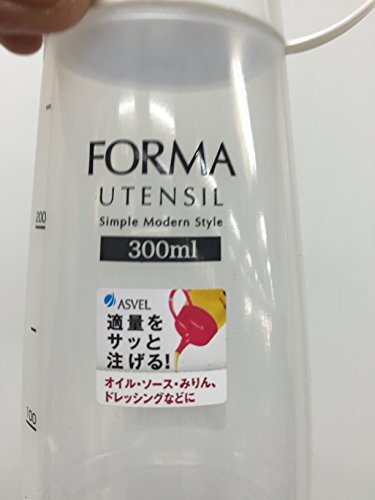 FORMA
UTENSIL
Simple Modern Style
300ml
200
100
ASVEL
適量を
サッと
注げる!
オイル・ソース・みりん、
ドレッシングなどに